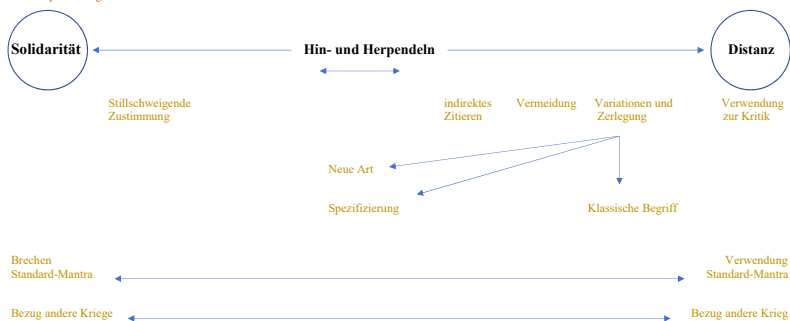 Solidarität
Hin- und Herpendeln
Distanz
Stillschweigende
Zustimmung
indirektes
Zitieren
Vermeidung
Variationen und
Zerlegung
Verwendung
zur Kritik
Neue Art
Spezifizierung
Klassische Begriff
Brechen
Standard-Mantra
Verwendung
Standard-Mantra
Bezug andere Kriege
Bezug andere Krieg